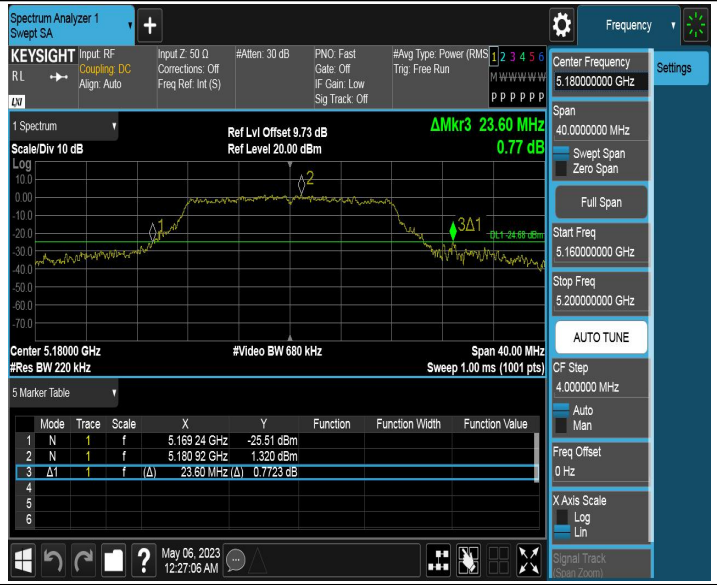 Spectrum Analyzer 1
Swept SA
+
Frequency
KEYSIGHT
RL
LXI
Input: RF
Coupling: DC
Align: Auto
Input Z: 50 Ω
Corrections: Off
Freq Ref: Int (S)
#Atten: 30 dB
PNO: Fast
Gate: Off
IF Gain: Low
Sig Track: Off
#Avg Type: Power (RMS
Trig: Free Run
1 2 3 4 5 6
M W W W W W
P P P P P P
1 Spectrum
Scale/Div 10 dB
Ref Lvl Offset 9.73 dB
Ref Level 20.00 dBm
ΔMkr3 23.60 MHz
0.77 dB
Log
10.0
0.00
-10.0
-20.0
-30.0
-40.0
-50.0
-60.0
-70.0
1
2
3Δ1
DL1 -24.68 dBm
Center 5.18000 GHz
#Res BW 220 kHz
#Video BW 680 kHz
Span 40.00 MHz
Sweep 1.00 ms (1001 pts)
5 Marker Table
Mode Trace Scale X Y Function Function Width Function Value
1 N 1 f 5.169 24 GHz -25.51 dBm
2 N 1 f 5.180 92 GHz 1.320 dBm
3 Δ1 1 f (Δ) 23.60 MHz (Δ) 0.7723 dB
4
5
6
?
May 06, 2023
12:27:06 AM
Center Frequency
5.180000000 GHz
Settings
Span
40.0000000 MHz
Swept Span
Zero Span
Full Span
Start Freq
5.160000000 GHz
Stop Freq
5.200000000 GHz
AUTO TUNE
CF Step
4.000000 MHz
Auto
Man
Freq Offset
0 Hz
X Axis Scale
Log
Lin
Signal Track
(Span Zoom)